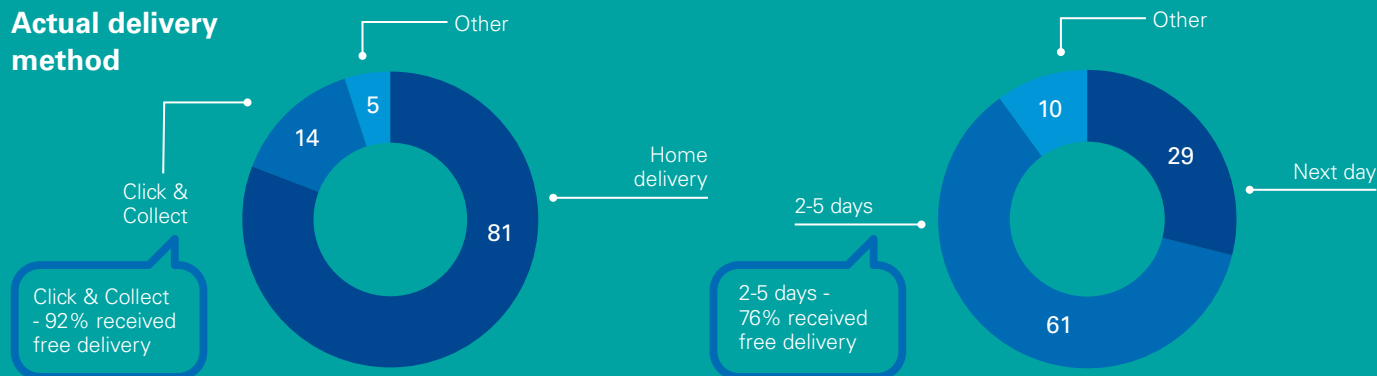 Actual delivery
method
Other
5
14
Click &
Collect
Home
delivery
81
Click & Collect
- 92% received
free delivery
Other
10
29
Next day
2-5 days
61
2-5 days -
76% received
free delivery